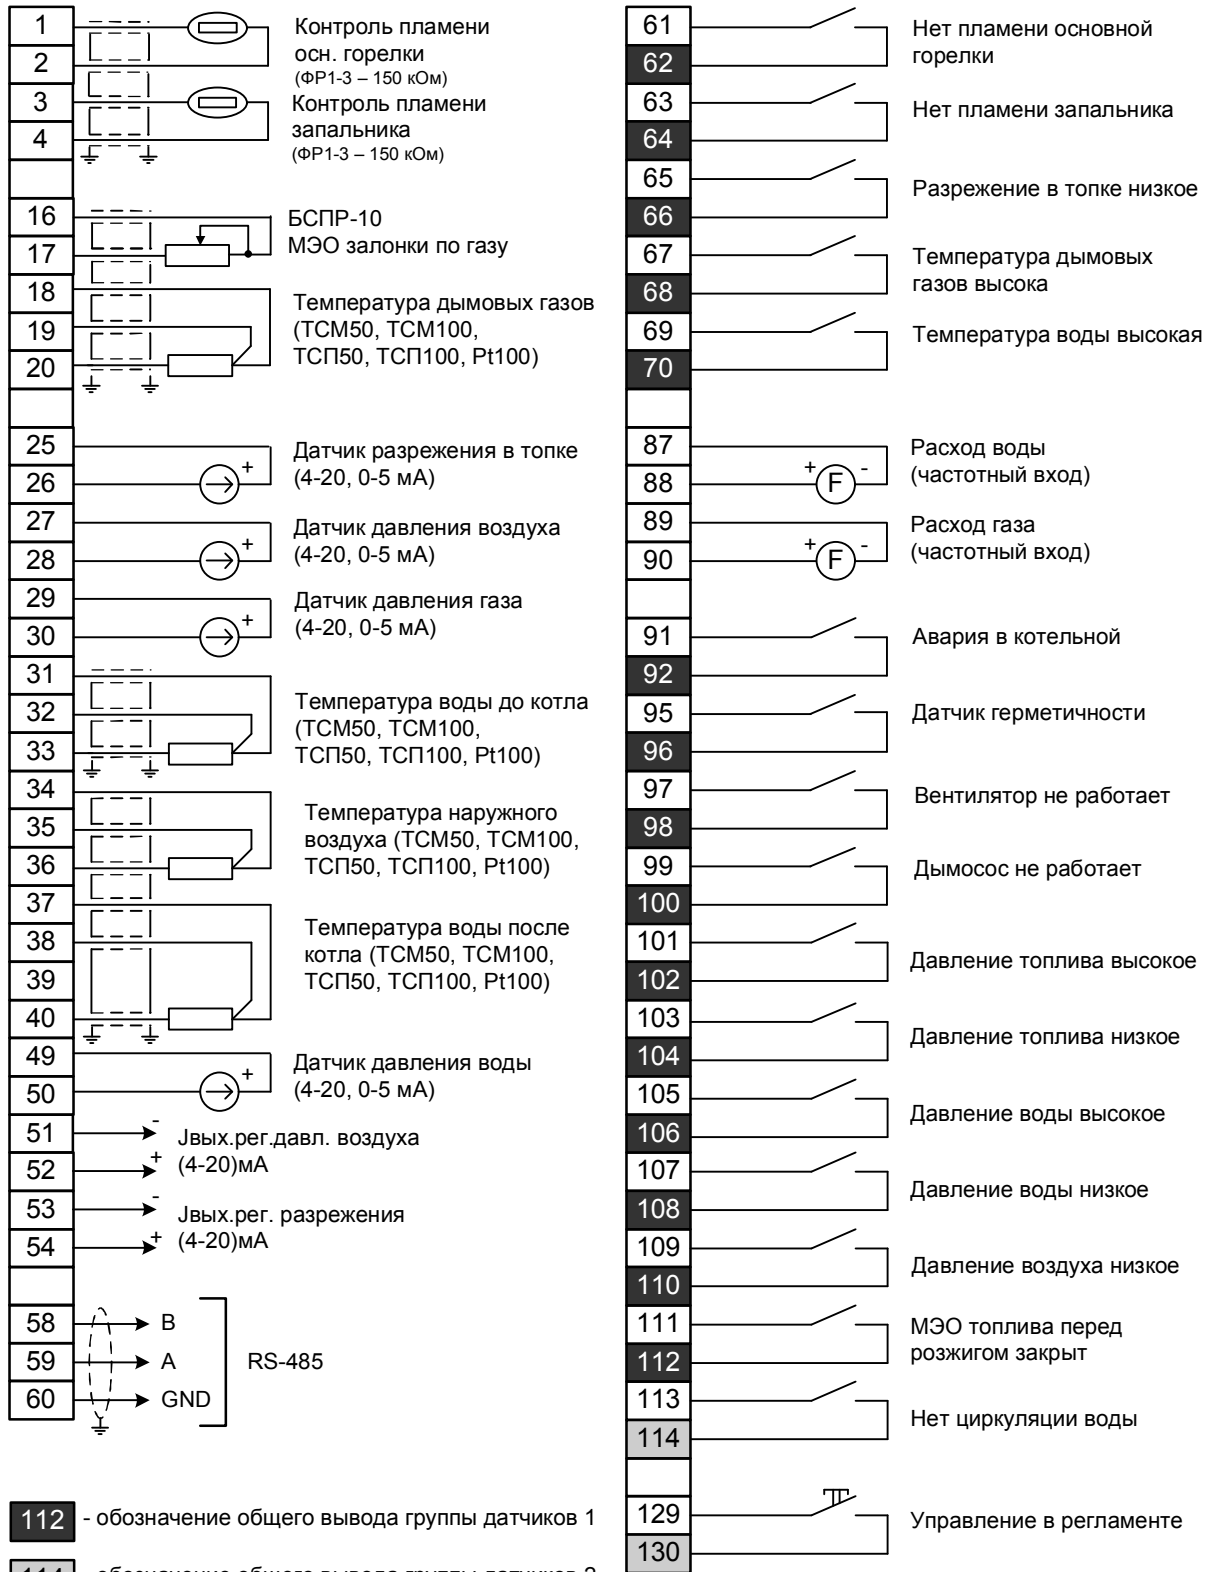 1
Контроль пламени
осн. горелки
2
(ФР1-3 – 150 кОм)
3
Контроль пламени
запальника
4
(ФР1-3 – 150 кОм)
16
БСПР-10
17
МЭО залонки по газу
18
Температура дымовых газов
19
(ТСМ50, ТСМ100,
20
ТСП50, ТСП100, Pt100)
25
Датчик разрежения в топке
26
+
(4-20, 0-5 мА)
27
Датчик давления воздуха
28
+
(4-20, 0-5 мА)
29
Датчик давления газа
30
+
(4-20, 0-5 мА)
31
Температура воды до котла
32
(ТСМ50, ТСМ100,
33
ТСП50, ТСП100, Pt100)
34
Температура наружного
35
воздуха (ТСМ50, ТСМ100,
36
ТСП50, ТСП100, Pt100)
37
Температура воды после
38
котла (ТСМ50, ТСМ100,
39
ТСП50, ТСП100, Pt100)
40
49
Датчик давления воды
50
+
(4-20, 0-5 мА)
51
-
Jвых.рег.давл. воздуха
52
+
(4-20)мА
53
-
Jвых.рег. разрежения
54
+
(4-20)мА
58
B
59
A
RS-485
60
GND
112 - обозначение общего вывода группы датчиков 1
114 - обозначение общего вывода группы датчиков 2
61
Нет пламени основной
62
горелки
63
Нет пламени запальника
64
65
Разрежение в топке низкое
66
67
Температура дымовых
68
газов высока
69
Температура воды высокая
70
87
Расход воды
88
+ F -
(частотный вход)
89
Расход газа
90
+ F -
(частотный вход)
91
Авария в котельной
92
95
Датчик герметичности
96
97
Вентилятор не работает
98
99
Дымосос не работает
100
101
Давление топлива высокое
102
103
Давление топлива низкое
104
105
Давление воды высокое
106
107
Давление воды низкое
108
109
Давление воздуха низкое
110
111
МЭО топлива перед
112
розжигом закрыт
113
Нет циркуляции воды
114
129
Управление в регламенте
130